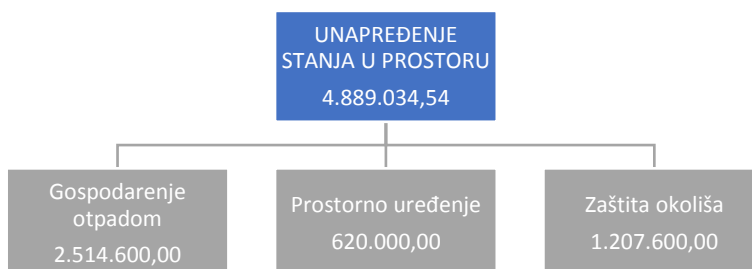 UNAPREĐENJE
STANJA U PROSTORU
4.889.034,54
Gospodarenje
otpadom
2.514.600,00
Prostorno uređenje
620.000,00
Zaštita okoliša
1.207.600,00